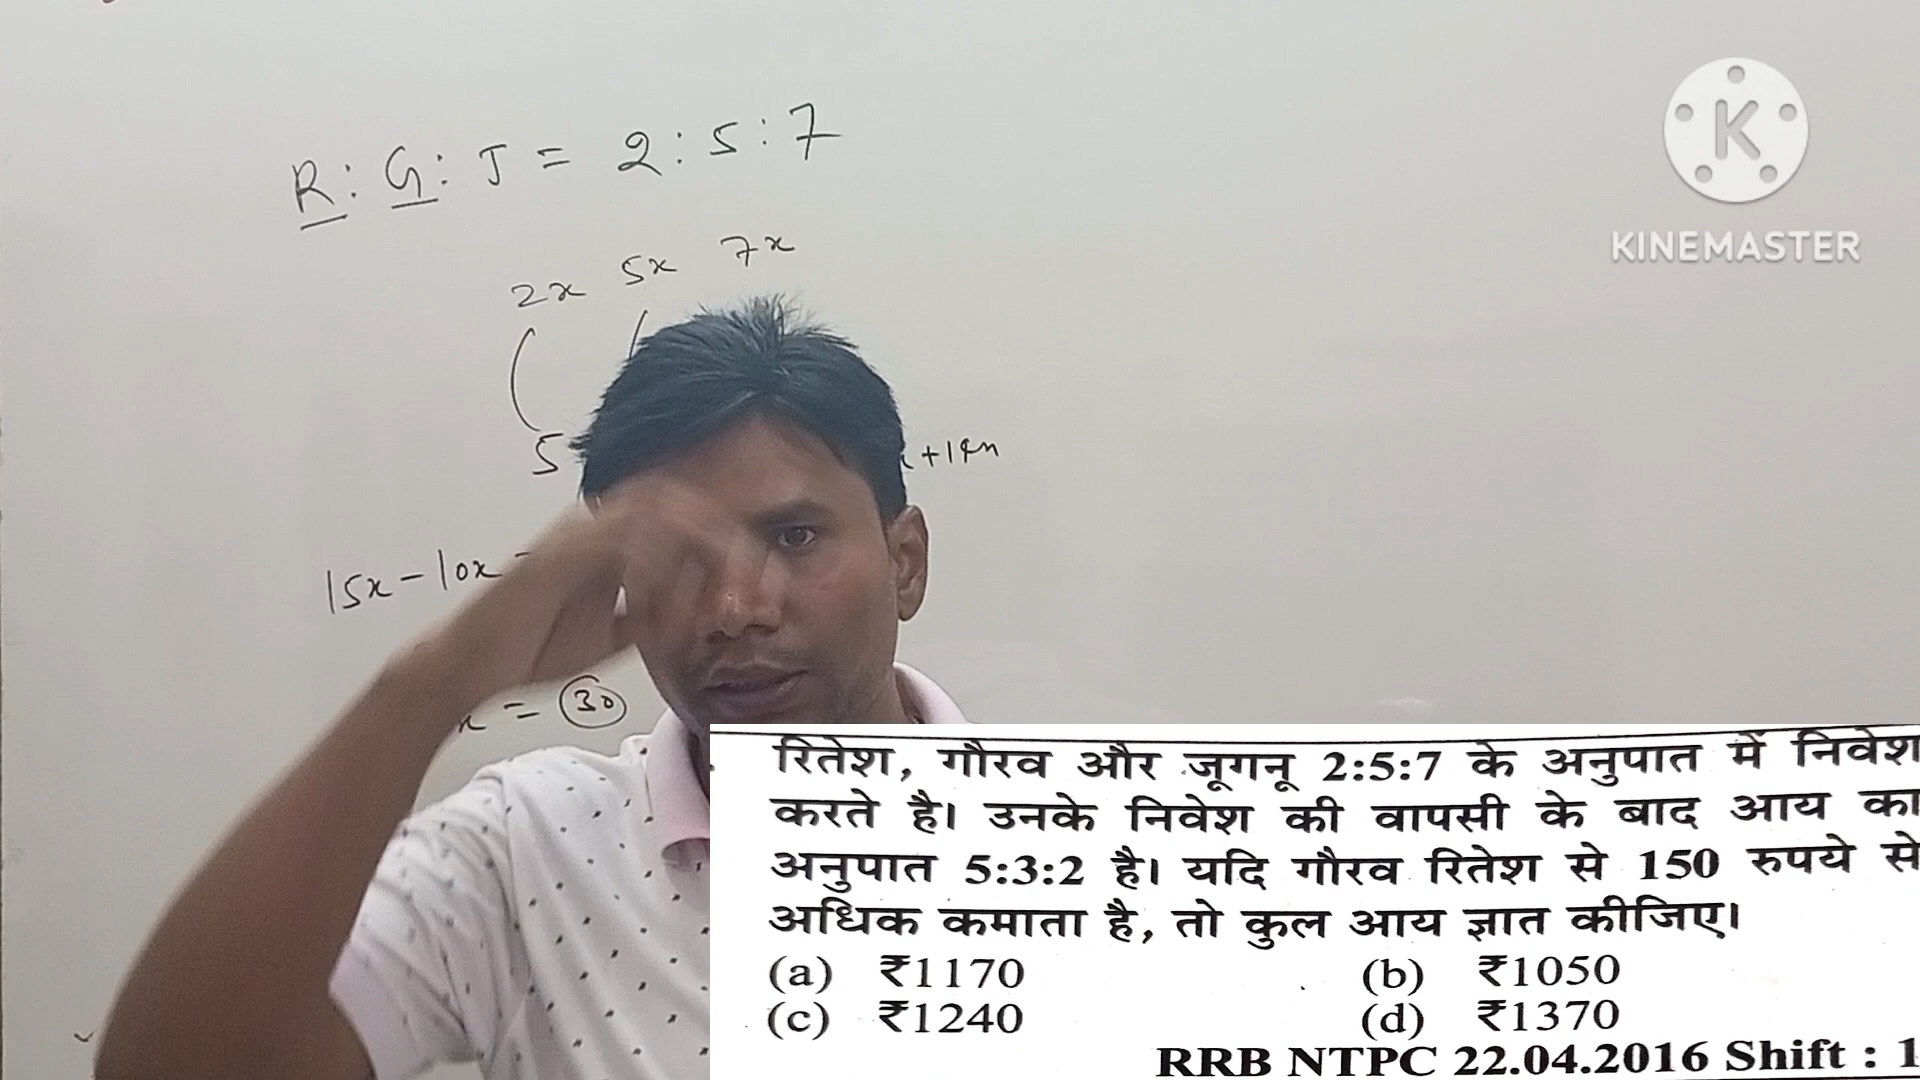 R : G : J = 2 : 5 : 7
2x 5x 7x
5
+14x
15x - 10x
x = 30
KINEMASTER
रितेश, गौरव और जूगनू 2:5:7 के अनुपात में निवेश
करते है। उनके निवेश की वापसी के बाद आय का
अनुपात 5:3:2 है। यदि गौरव रितेश से 150 रुपये से
अधिक कमाता है, तो कुल आय ज्ञात कीजिए।
(a) ₹1170 (b) ₹1050
(c) ₹1240 (d) ₹1370
RRB NTPC 22.04.2016 Shift : 1